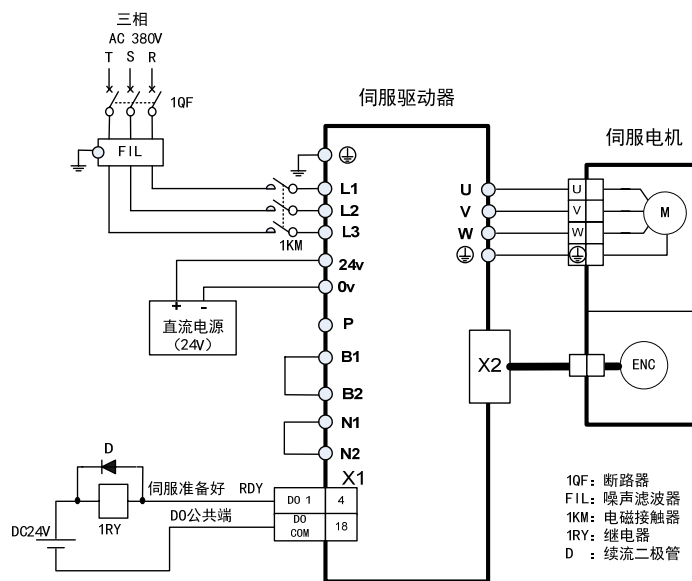 三相
AC 380V
T S R
1QF
FIL
伺服驱动器
伺服电机
L1
L2
L3
1KM
24v
0v
+ -
直流电源
(24V)
P
B1
B2
N1
N2
U
V
W
U
V
W
M
X2
ENC
X1
D
伺服准备好 RDY
DO 1 4
1RY
DO公共端
DO
COM
18
DC24V
1QF: 断路器
FIL: 噪声滤波器
1KM: 电磁接触器
1RY: 继电器
D : 续流二极管